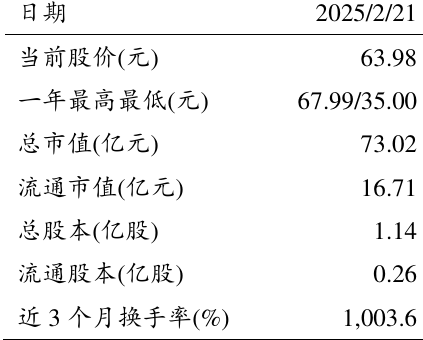 日期 2025/2/21
当前股价(元) 63.98
一年最高最低(元) 67.99/35.00
总市值(亿元) 73.02
流通市值(亿元) 16.71
总股本(亿股) 1.14
流通股本(亿股) 0.26
近 3 个月换手率(%) 1,003.6